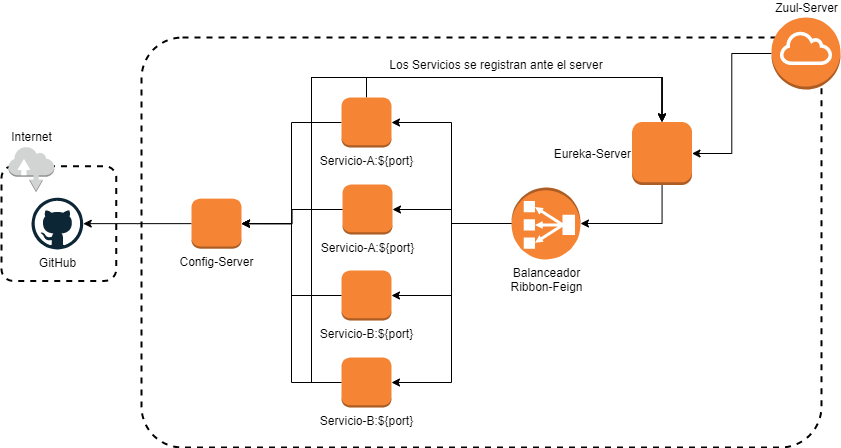 Zuul-Server
Los Servicios se registran ante el server
Internet
Servicio-A:${port}
Eureka-Server
Servicio-A:${port}
GitHub
Config-Server
Balanceador
Ribbon-Feign
Servicio-B:${port}
Servicio-B:${port}